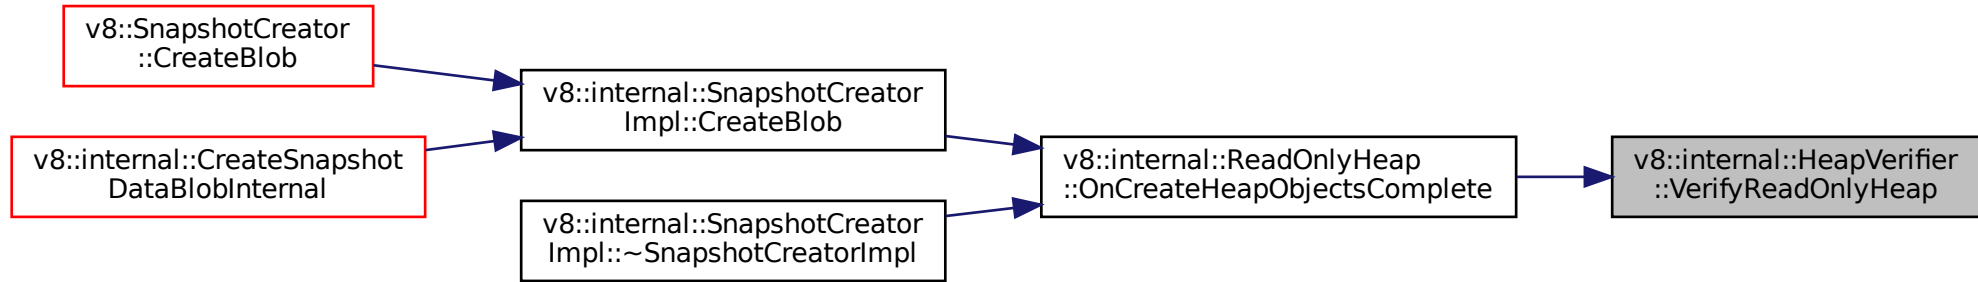 v8::SnapshotCreator
::CreateBlob
v8::internal::CreateSnapshot
DataBlobInternal
v8::internal::SnapshotCreator
Impl::CreateBlob
v8::internal::SnapshotCreator
Impl::~SnapshotCreatorImpl
v8::internal::ReadOnlyHeap
::OnCreateHeapObjectsComplete
v8::internal::HeapVerifier
::VerifyReadOnlyHeap